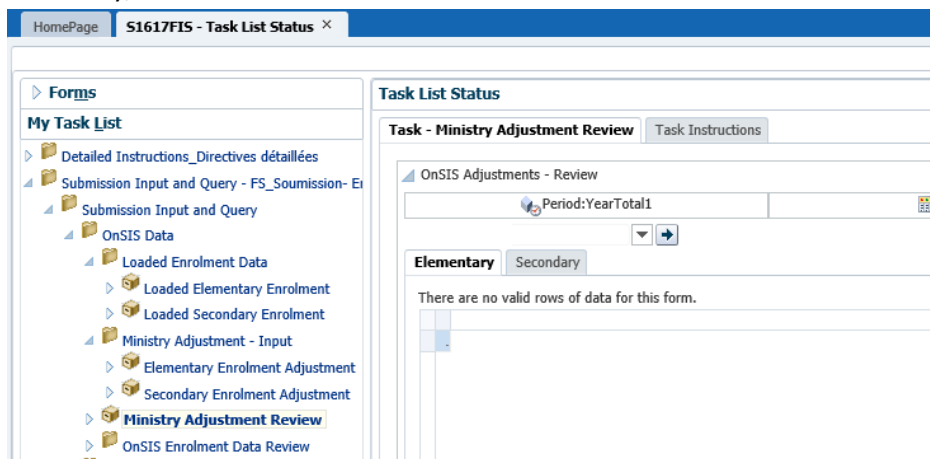 HomePage
S1617FIS - Task List Status ×
Forms
My Task List
Detailed Instructions_Directives détaillées
Submission Input and Query - FS_Soumission- En
Submission Input and Query
OnSIS Data
Loaded Enrolment Data
Loaded Elementary Enrolment
Loaded Secondary Enrolment
Ministry Adjustment - Input
Elementary Enrolment Adjustment
Secondary Enrolment Adjustment
Ministry Adjustment Review
OnSIS Enrolment Data Review
Task List Status
Task - Ministry Adjustment Review
Task Instructions
OnSIS Adjustments - Review
Period:YearTotal1
Elementary
Secondary
There are no valid rows of data for this form.
.